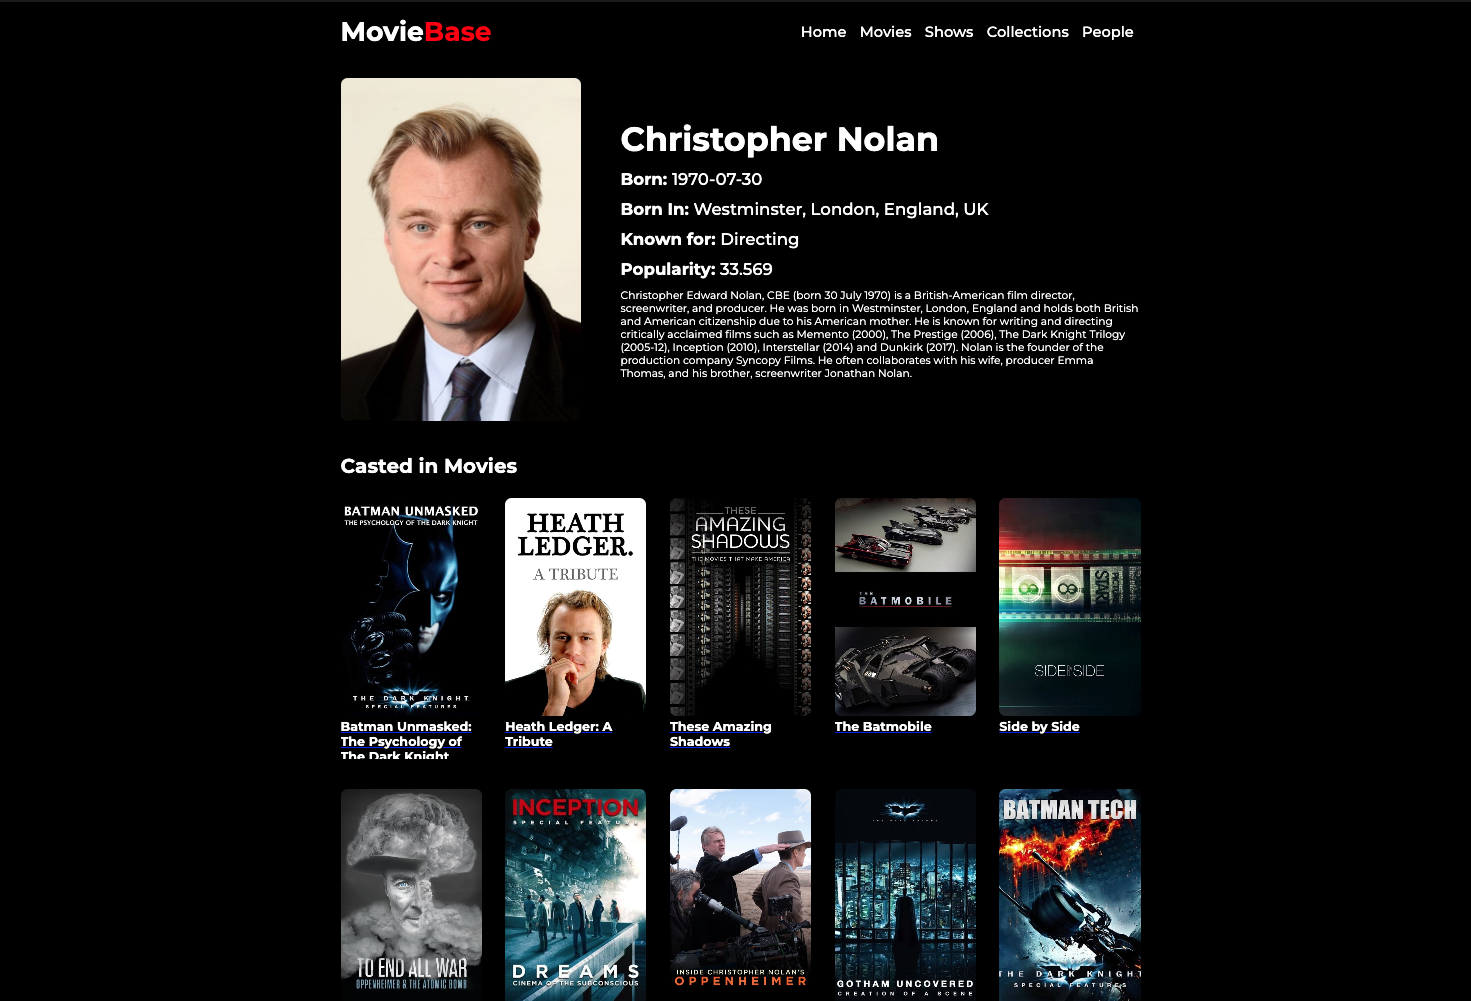 MovieBase
Home Movies Shows Collections People
Christopher Nolan
Born: 1970-07-30
Born In: Westminster, London, England, UK
Known for: Directing
Popularity: 33.569
Christopher Edward Nolan, CBE (born 30 July 1970) is a British-American film director,
screenwriter, and producer. He was born in Westminster, London, England and holds both British
and American citizenship due to his American mother. He is known for writing and directing
critically acclaimed films such as Memento (2000), The Prestige (2006), The Dark Knight Trilogy
(2005-12), Inception (2010), Interstellar (2014) and Dunkirk (2017). Nolan is the founder of the
production company Syncopy Films. He often collaborates with his wife, producer Emma
Thomas, and his brother, screenwriter Jonathan Nolan.
Casted in Movies
BATMAN UNMASKED
THE PSYCHOLOGY OF THE DARK KNIGHT
THE DARK KNIGHT
SPECIAL FEATURES
HEATH
LEDGER.
A TRIBUTE
THESE
AMAZING
SHADOWS
THE MOVIES THAT MAKE AMERICA
THE
BATMOBILE
START
SIDE BY SIDE
Batman Unmasked:
The Psychology of
The Dark Knight
Heath Ledger: A
Tribute
These Amazing
Shadows
The Batmobile
Side by Side
TO END ALL WAR
OPPENHEIMER & THE ATOMIC BOMB
INCEPTION
SPECIAL FEATUR
DREAMS
CINEMA OF THE SUBCONSCIOUS
INSIDE CHRISTOPHER NOLAN'S
OPPENHEIMER
GOTHAM UNCOVERED
CREATION OF A SCENE
BATMAN TECH
THE DARK KNIGHT
SPECIAL FEATURES